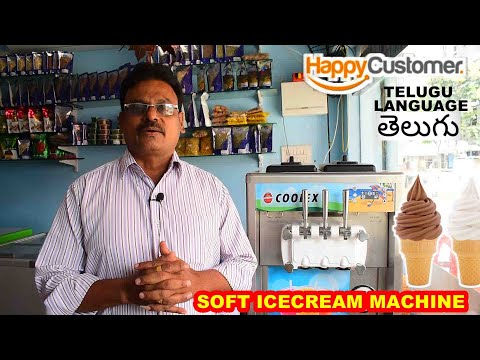 HappyCustomer
TELUGU
LANGUAGE
తెలుగు
COOLEX
SOFT ICECREAM MACHINE